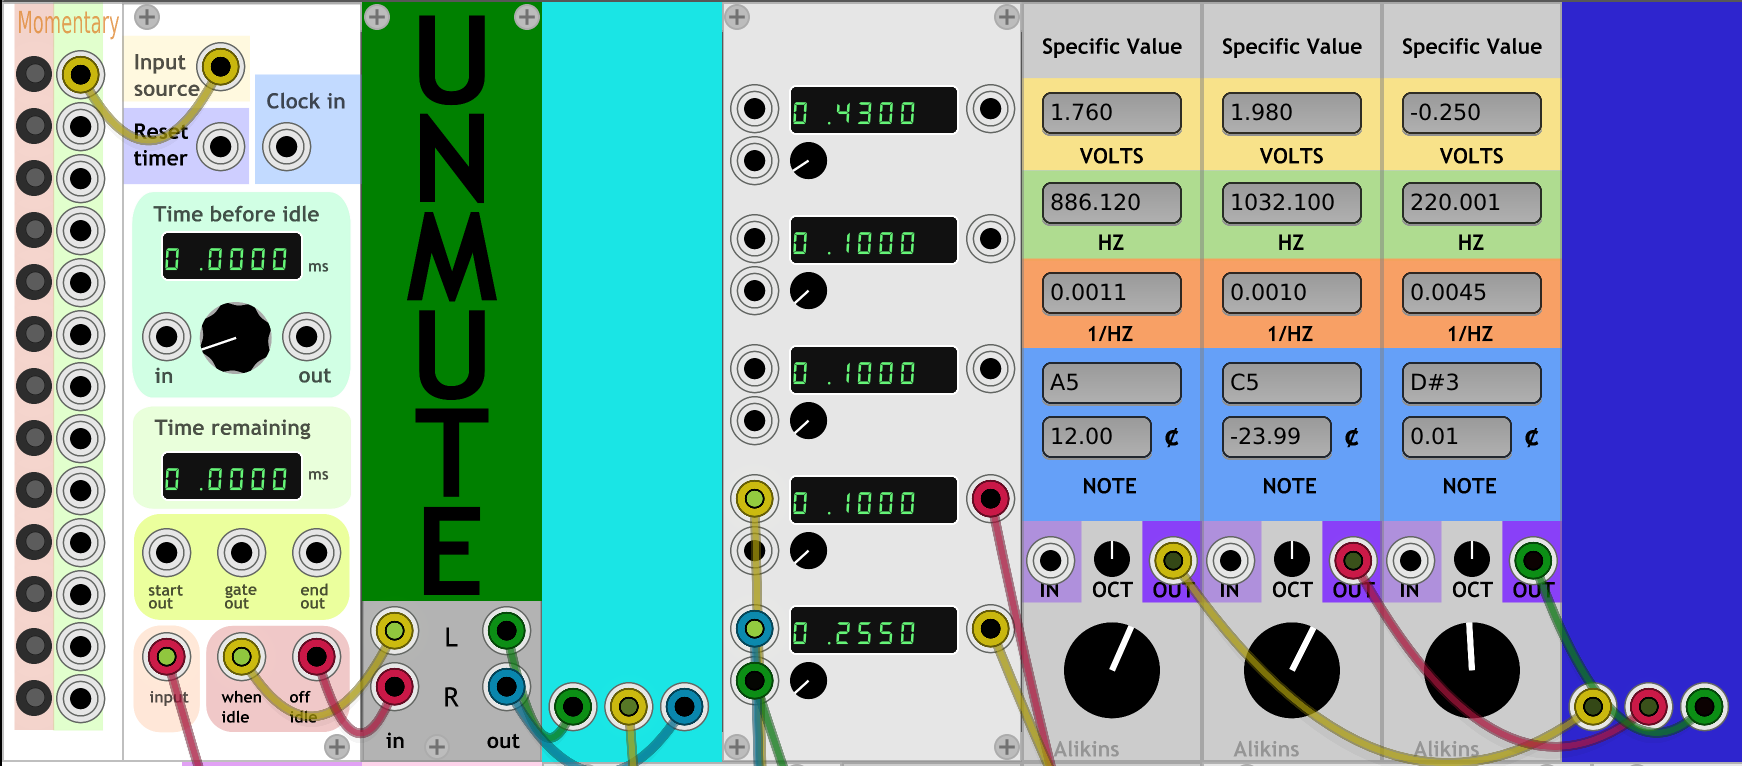 Momentary
Input
source
Clock in
Reset
timer
Time before idle
0.0000
ms
in
out
Time remaining
0.0000
ms
start
out
gate
out
end
out
input
when
idle
off
idle
UNMUTE
L
R
in
out
0.4300
0.1000
0.1000
0.1000
0.2550
Specific Value
1.760
VOLTS
886.120
HZ
0.0011
1/HZ
A5
12.00 ¢
NOTE
IN OCT OUT
Alikins
Specific Value
1.980
VOLTS
1032.100
HZ
0.0010
1/HZ
C5
-23.99 ¢
NOTE
IN OCT OUT
Alikins
Specific Value
-0.250
VOLTS
220.001
HZ
0.0045
1/HZ
D#3
0.01 ¢
NOTE
IN OCT OUT
Alikins